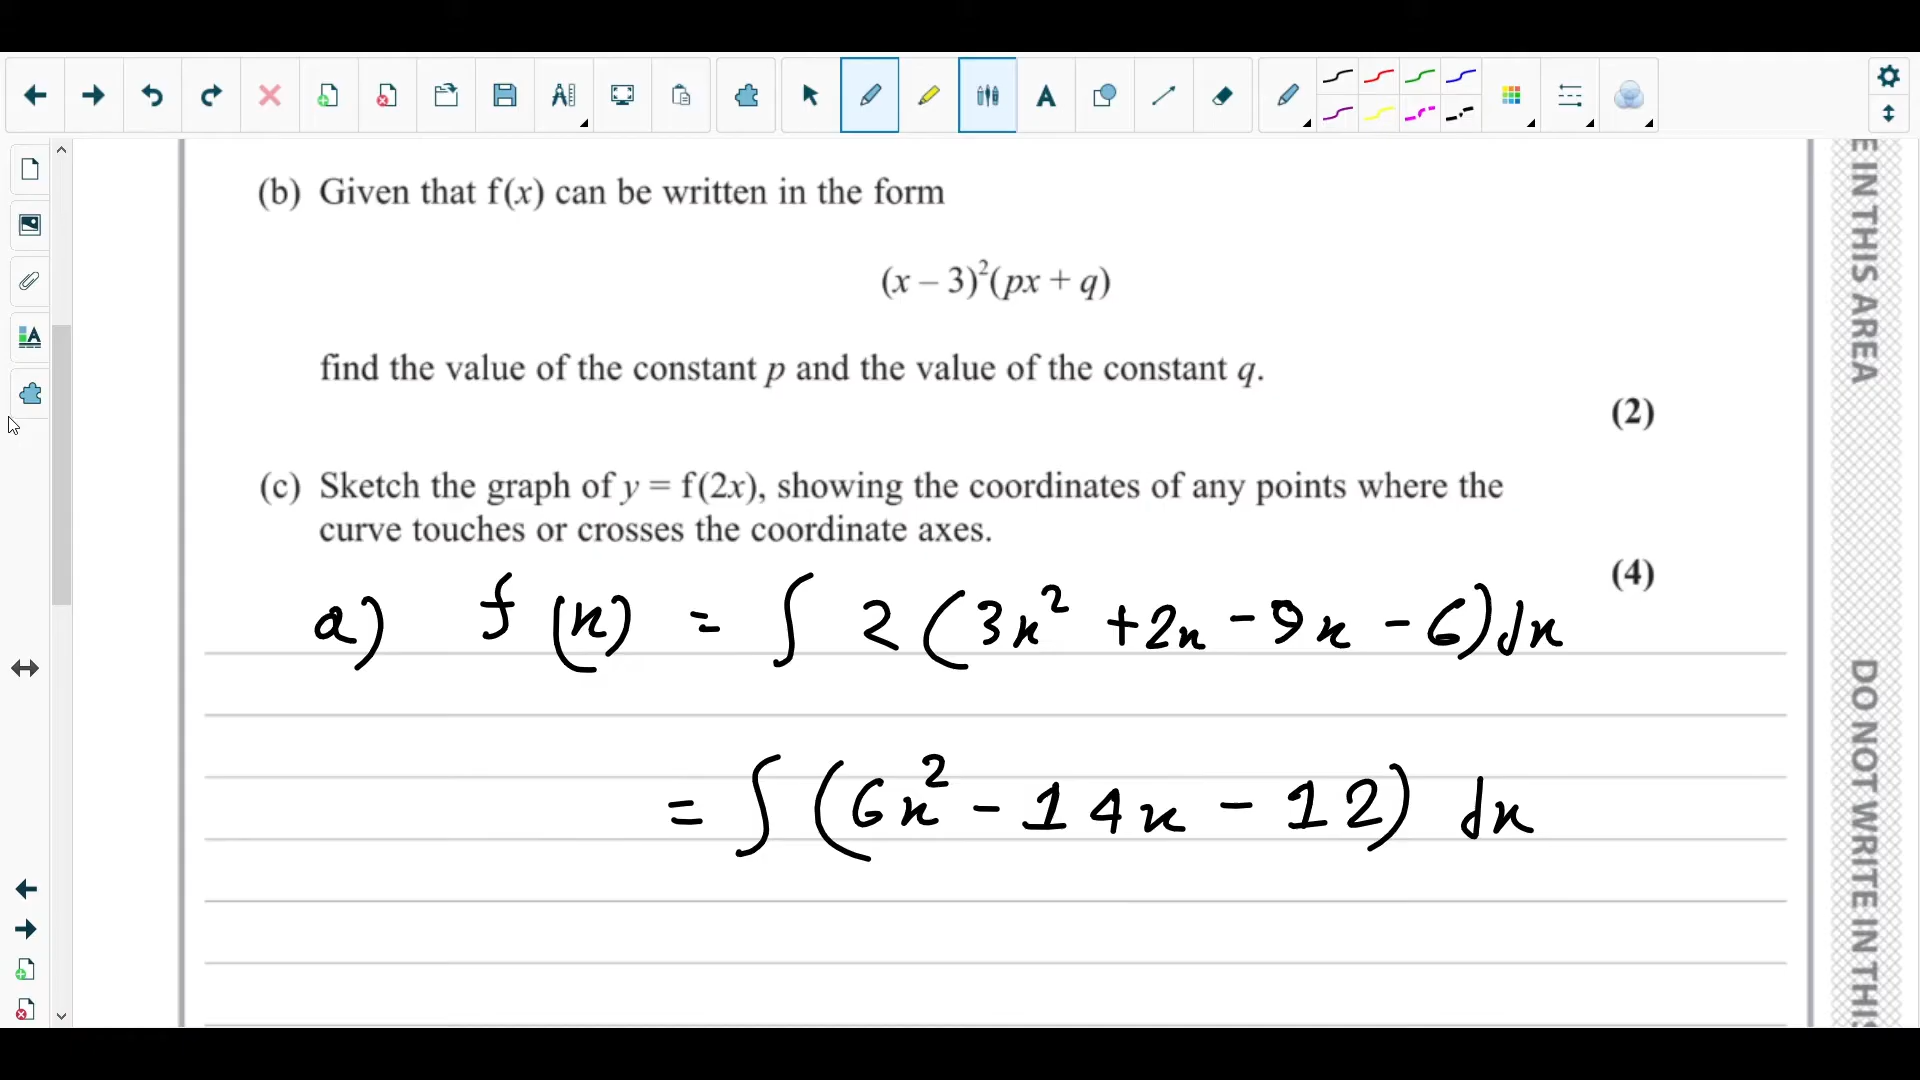 (b) Given that f(x) can be written in the form
(x – 3)²(px + q)
find the value of the constant p and the value of the constant q.
(2)
(c) Sketch the graph of y = f(2x), showing the coordinates of any points where the
curve touches or crosses the coordinate axes.
(4)
a) f(x) = ∫ 2(3x² + 2x - 9x - 6)dx
= ∫ (6x² - 14x - 12) dx
E IN THIS AREA
DO NOT WRITE IN THIS